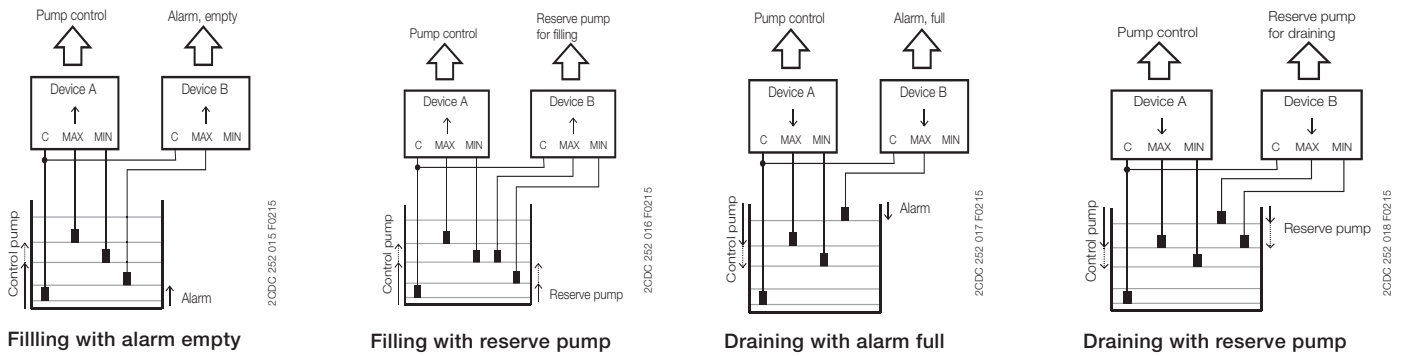 Pump control
Alarm, empty
Device A
Device B
C MAX MIN
C MAX MIN
Control pump
Alarm
2CDC 252 015 F0215
Fillling with alarm empty
Pump control
Reserve pump
for filling
Device A
Device B
C MAX MIN
C MAX MIN
Control pump
Reserve pump
2CDC 252 016 F0215
Filling with reserve pump
Pump control
Alarm, full
Device A
Device B
C MAX MIN
C MAX MIN
Control pump
Alarm
2CDC 252 017 F0215
Draining with alarm full
Pump control
Reserve pump
for draining
Device A
Device B
C MAX MIN
C MAX MIN
Control pump
Reserve pump
2CDC 252 018 F0215
Draining with reserve pump